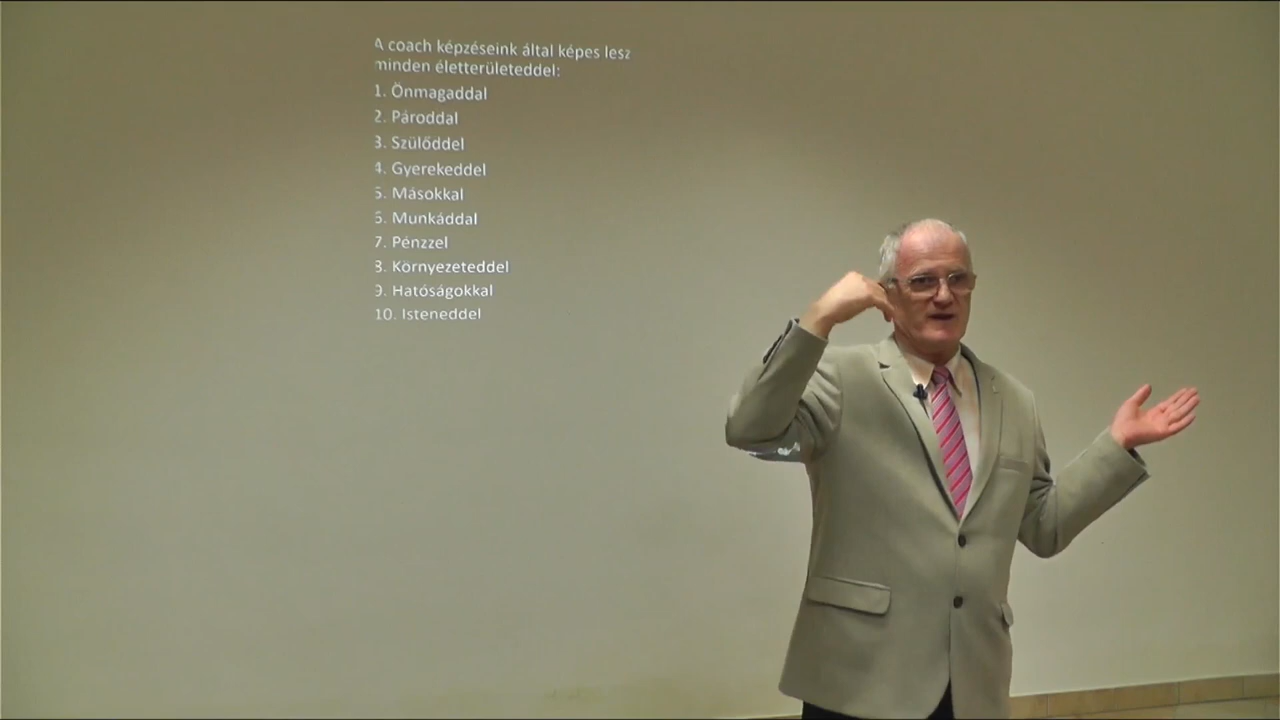 A coach képzéseink által képes lesz
minden életterületeddel:
1. Önmagaddal
2. Pároddal
3. Szülőddel
4. Gyerekeddel
5. Másokkal
6. Munkáddal
7. Pénzzel
8. Környezeteddel
9. Hatóságokkal
10. Isteneddel